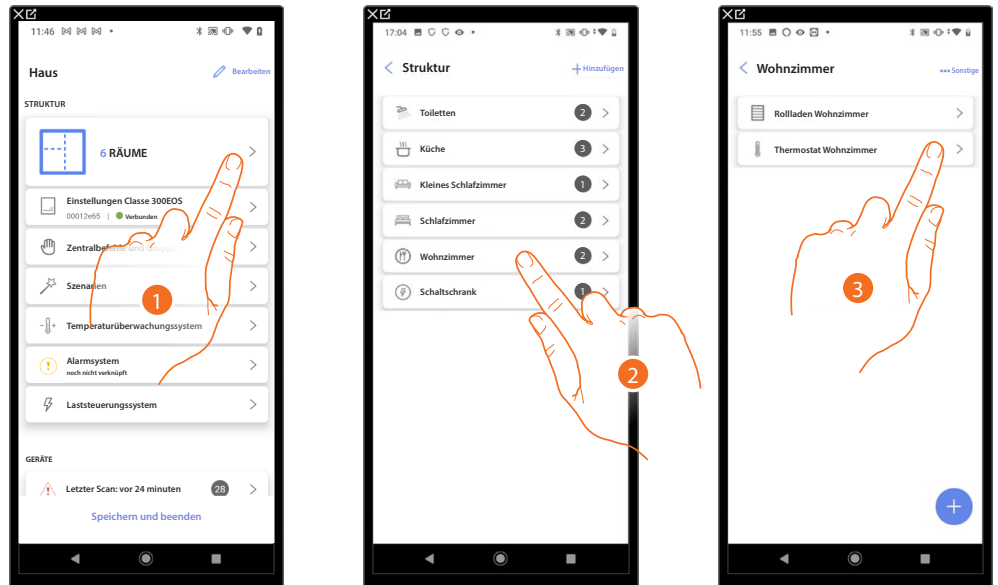 11:46
Haus
Bearbeiten
STRUKTUR
6 RÄUME
Einstellungen Classe 300EOS
00012e65 | Verbunden
Zentralbefehle und Gruppe
Szenarien
1
Temperaturüberwachungssystem
Alarmsystem
noch nicht verknüpft
Laststeuerungssystem
GERÄTE
Letzter Scan: vor 24 minuten 28
Speichern und beenden
17:04
Struktur
Hinzufügen
Toiletten 2
Küche 3
Kleines Schlafzimmer 1
Schlafzimmer 2
Wohnzimmer 2
Schaltschrank 1
2
11:55
Wohnzimmer
Sonstige
Rollladen Wohnzimmer
Thermostat Wohnzimmer
3